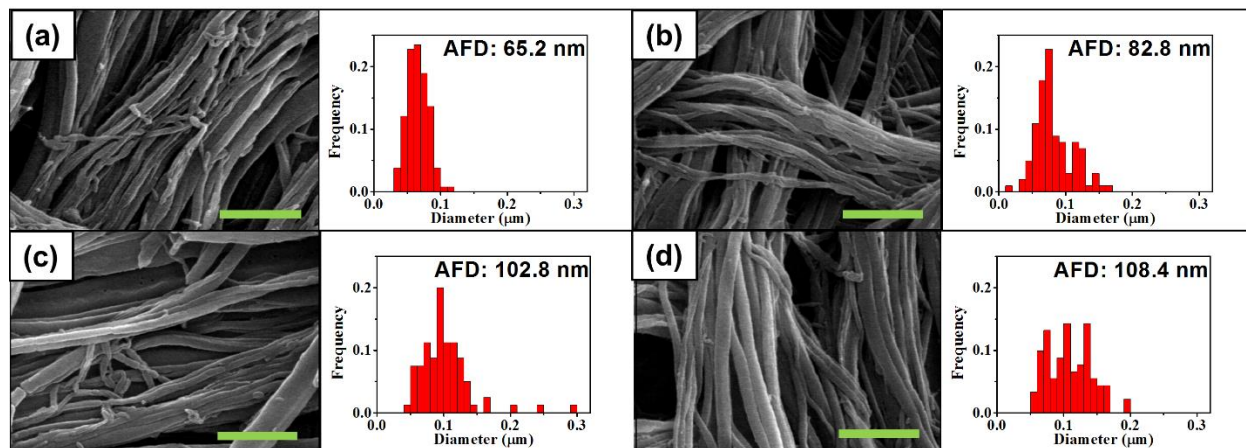 (a)
AFD: 65.2 nm
Frequency
0.2
0.1
0.0
0.0
0.1
0.2
0.3
Diameter (μm)
(b)
AFD: 82.8 nm
Frequency
0.2
0.1
0.0
0.0
0.1
0.2
0.3
Diameter (μm)
(c)
AFD: 102.8 nm
Frequency
0.2
0.1
0.0
0.0
0.1
0.2
0.3
Diameter (μm)
(d)
AFD: 108.4 nm
Frequency
0.2
0.1
0.0
0.0
0.1
0.2
0.3
Diameter (μm)